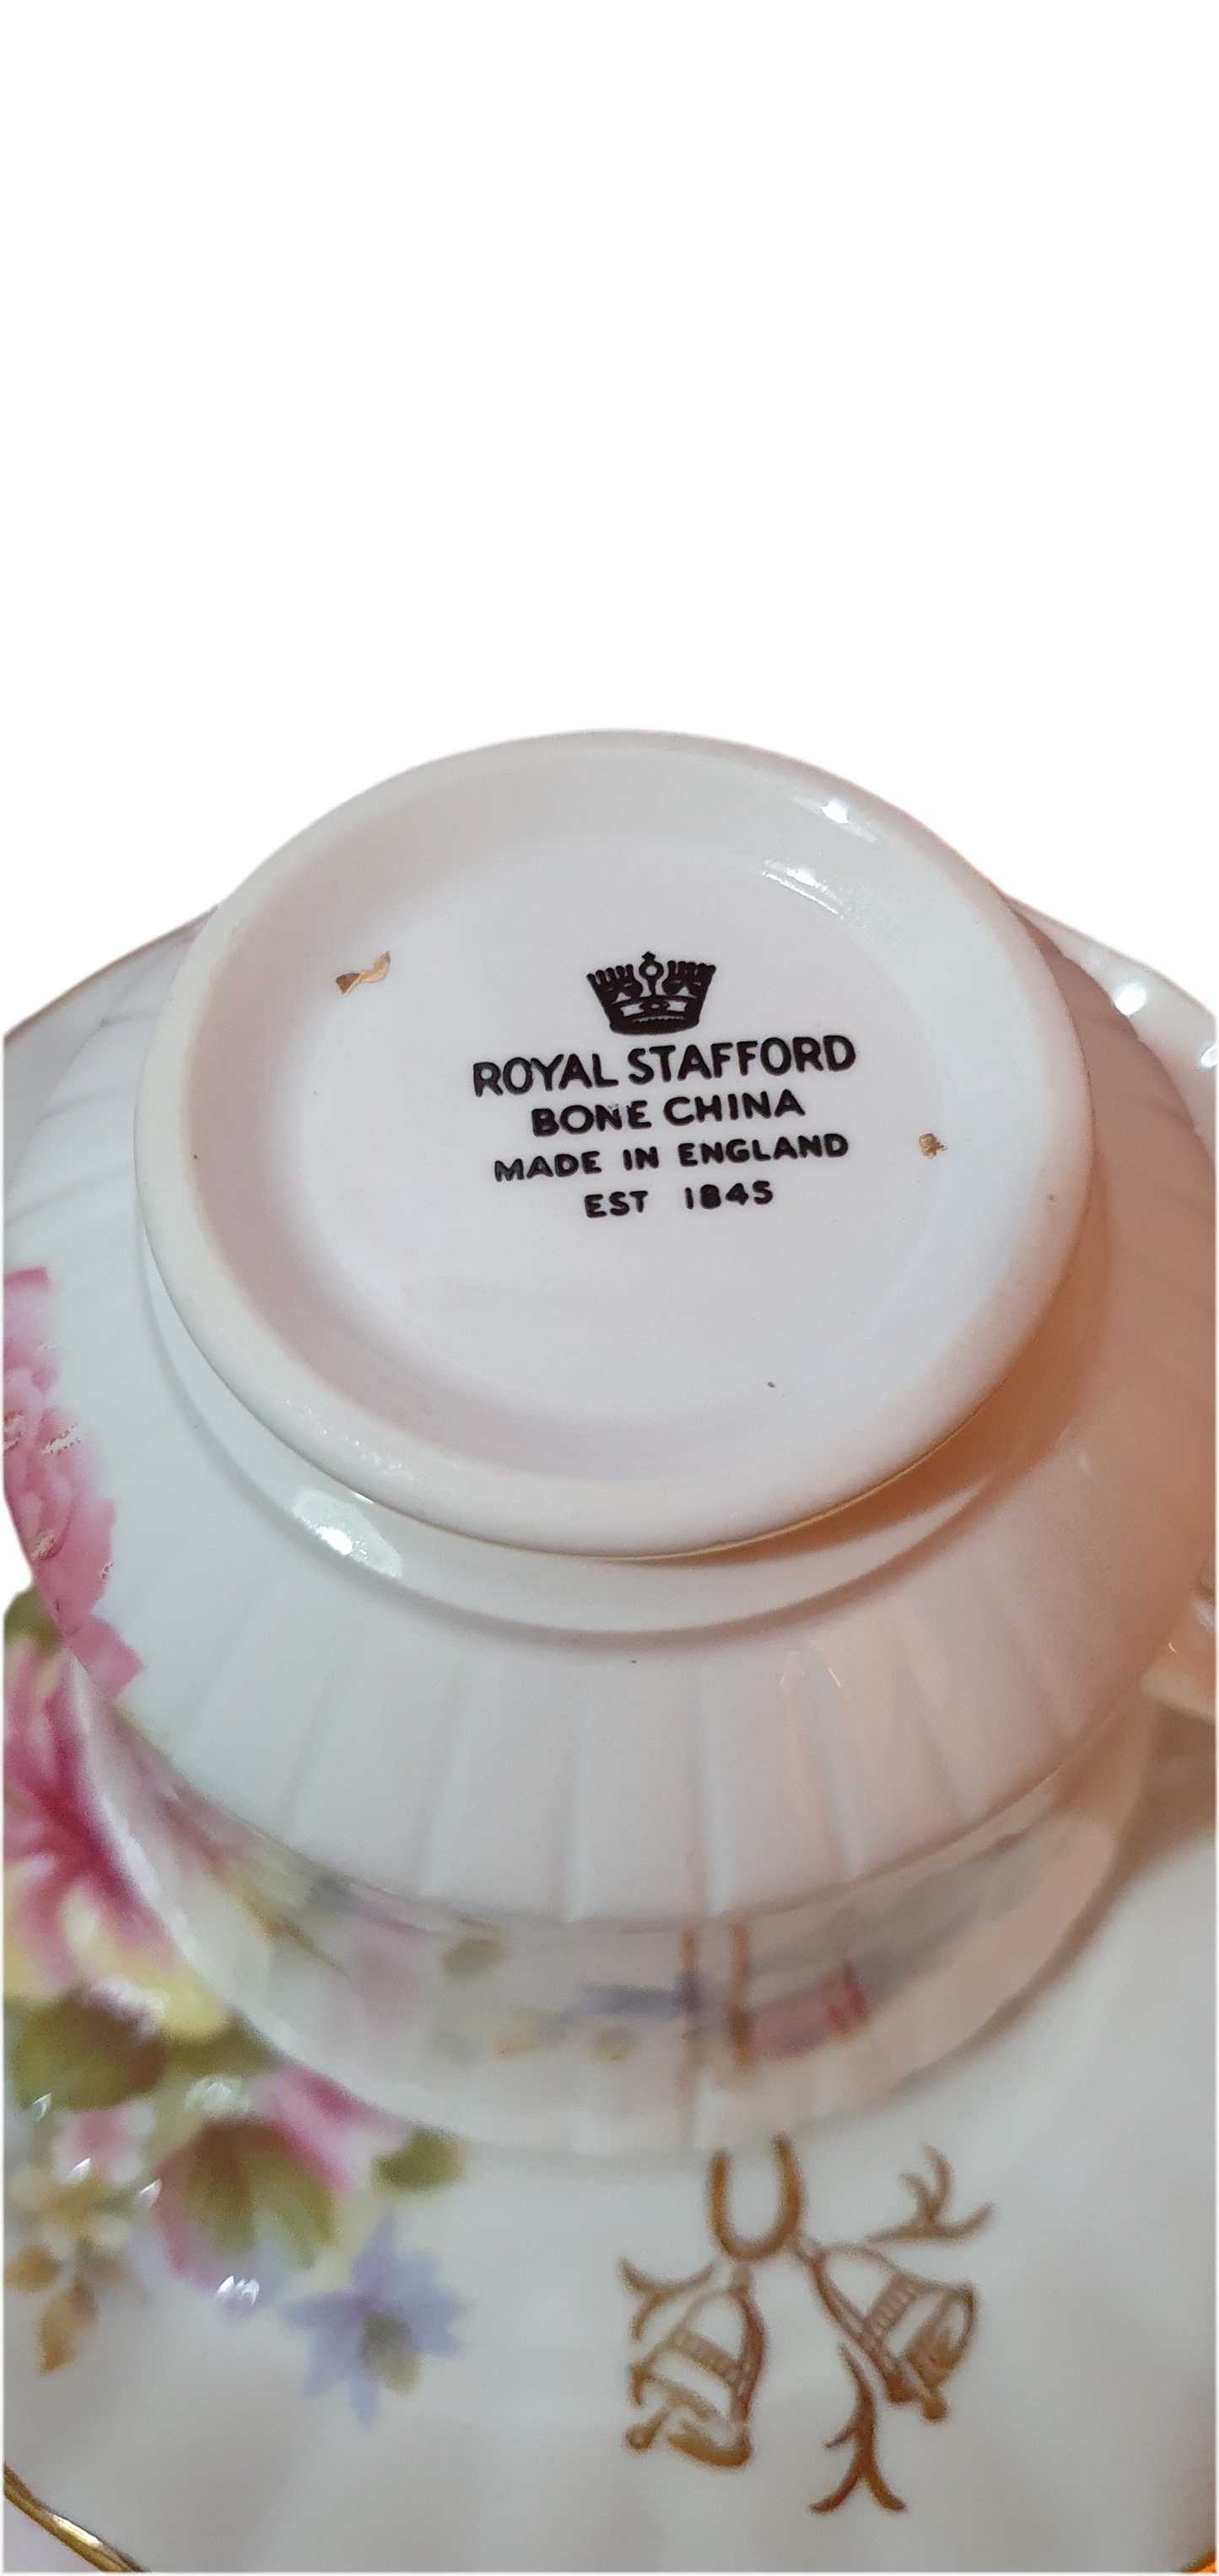 ROYAL STAFFORD
BONE CHINA
MADE IN ENGLAND
EST 1845